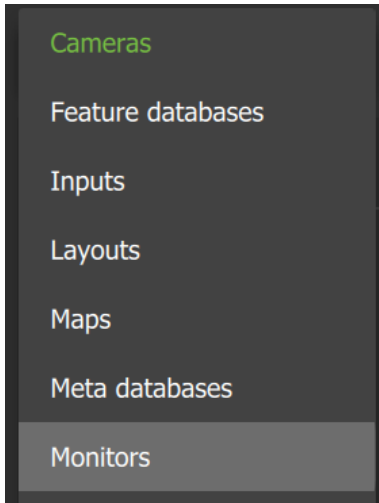 Cameras
Feature databases
Inputs
Layouts
Maps
Meta databases
Monitors